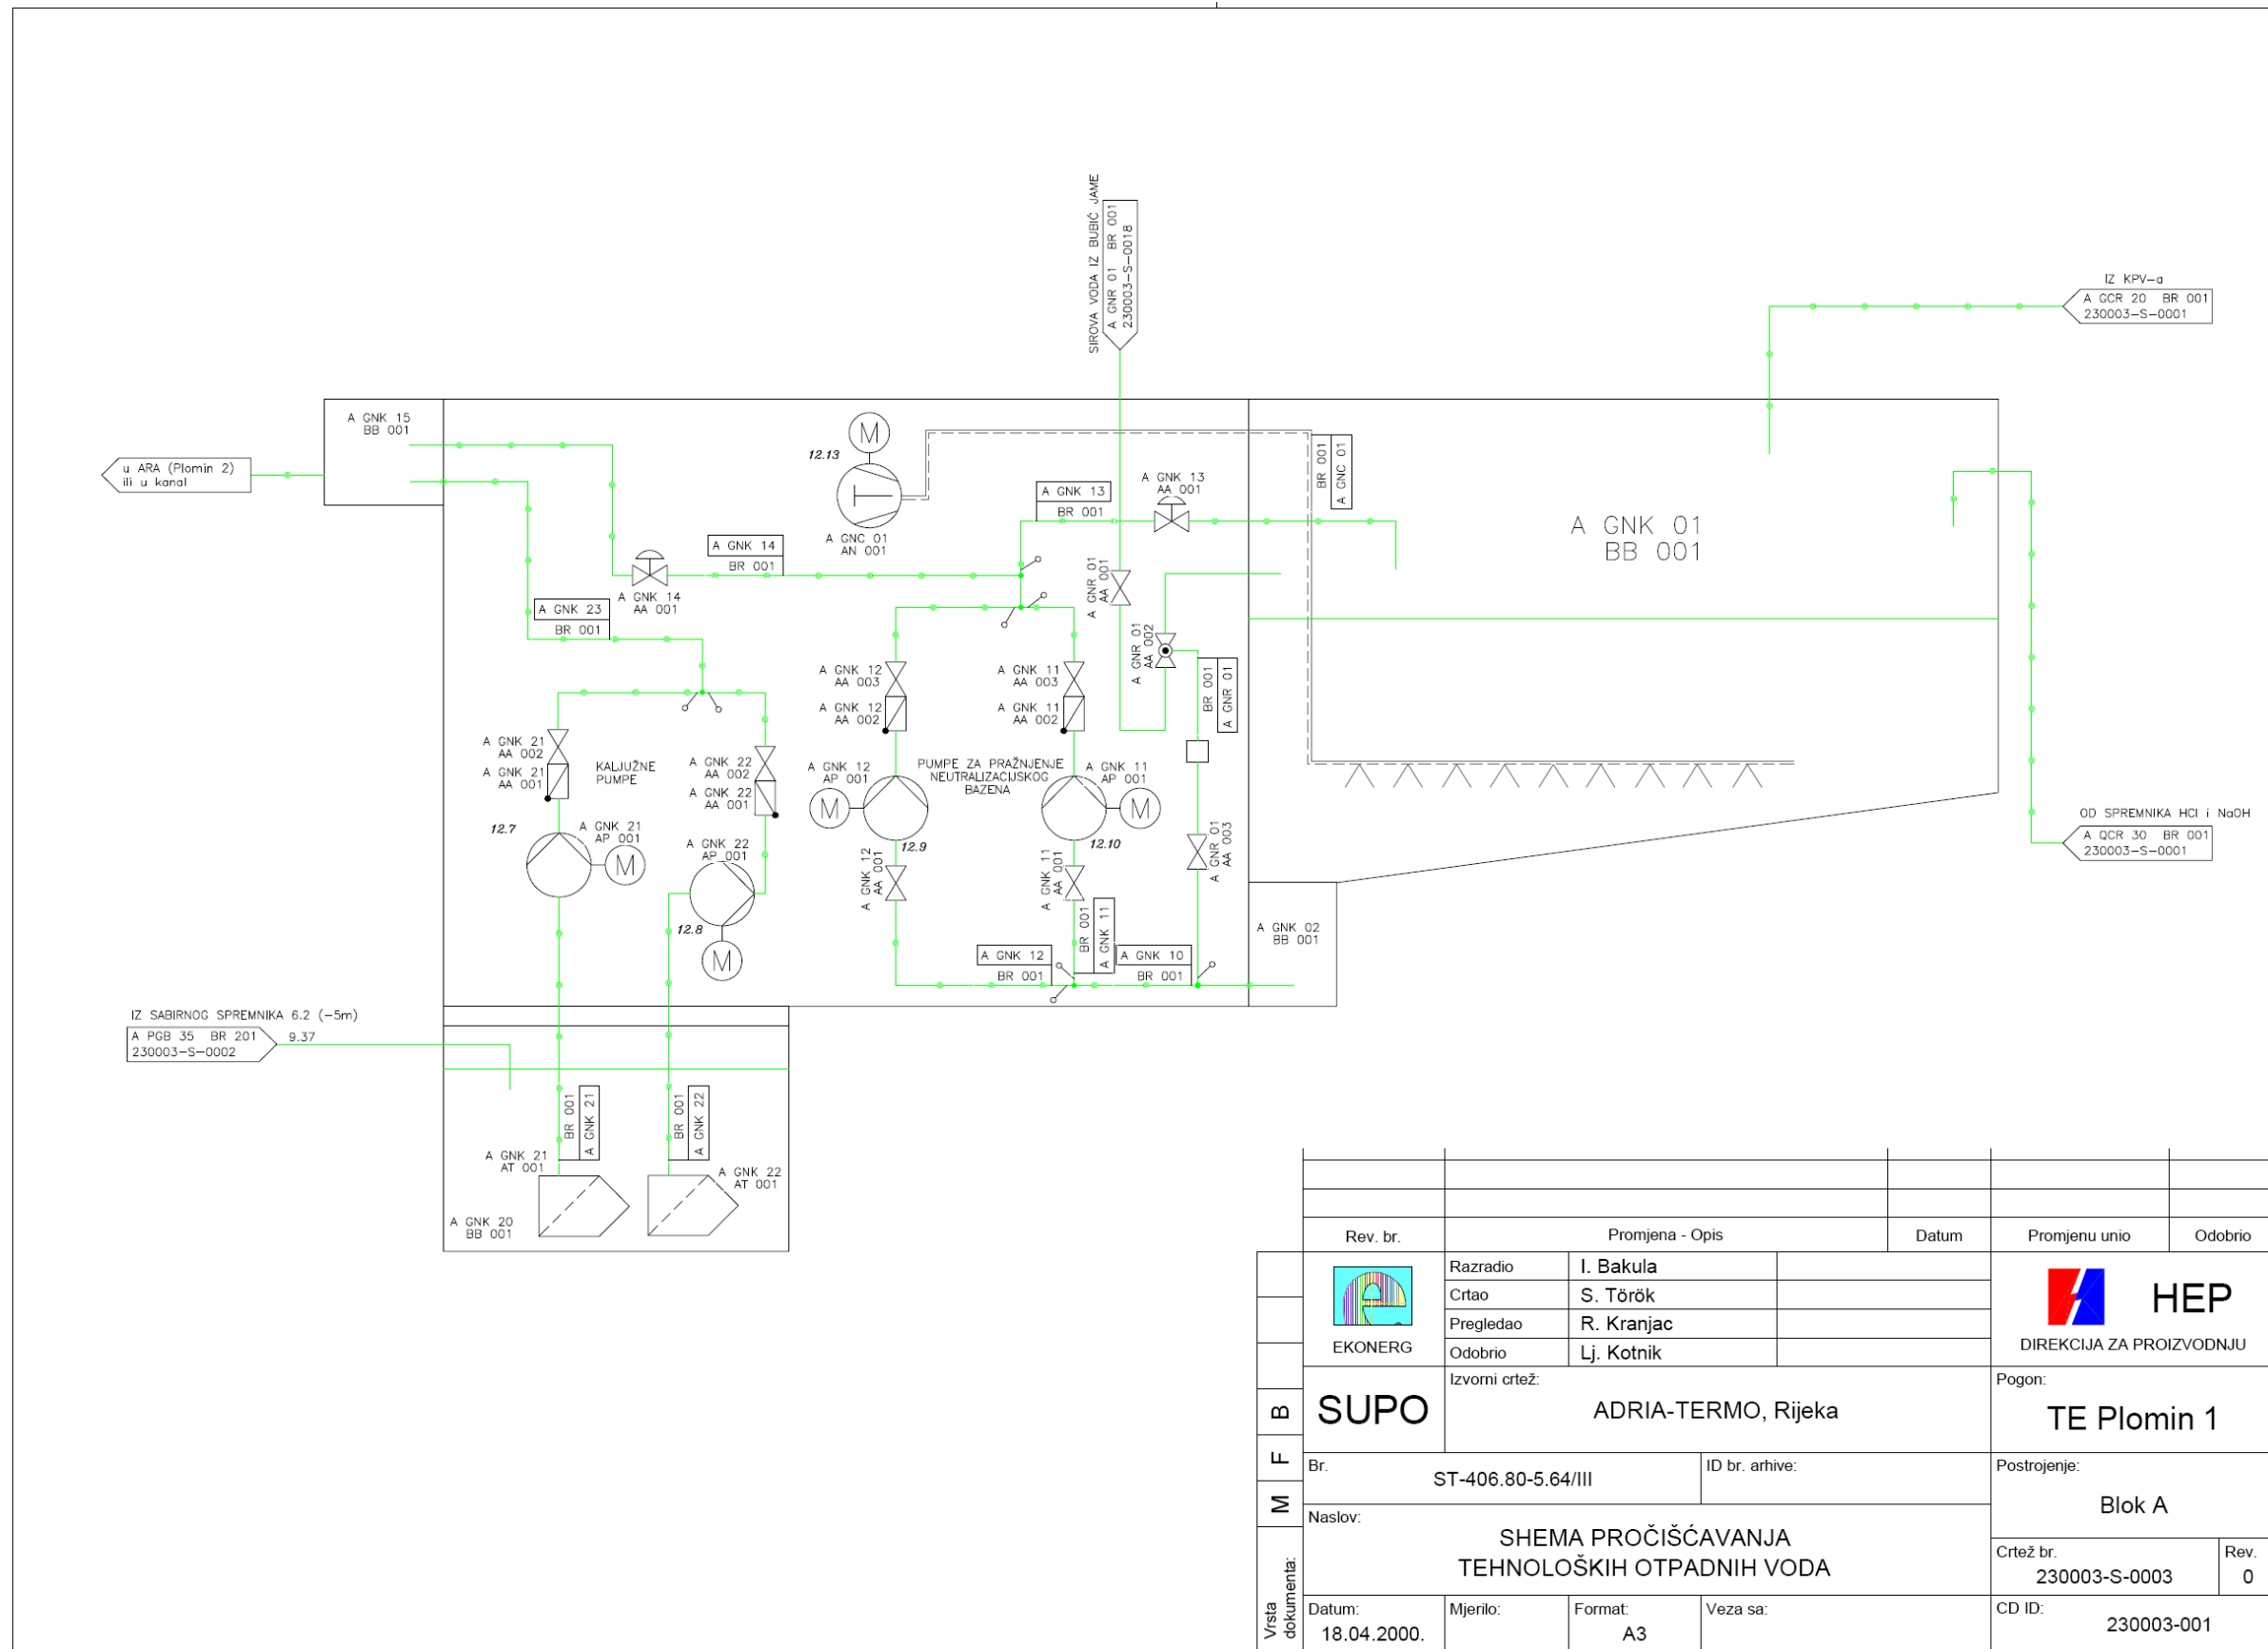 SIROVA VODA IZ BUBIĆ JAME
A GNR 01 BR 001
230003-S-0018
IZ KPV-a
A GCR 20 BR 001
230003-S-0001
A GNK 15
BB 001
u ARA (Plomin 2)
ili u kanal
12.13
A GNC 01
AN 001
M
A GNK 13
BR 001
A GNK 13
AA 001
BR 001
A GNC 01
A GNK 01
BB 001
A GNK 14
BR 001
A GNK 14
AA 001
A GNK 23
BR 001
A GNR 01
AA 001
A GNR 01
AA 002
BR 001
A GNR 01
A GNK 12
AA 003
A GNK 12
AA 002
A GNK 11
AA 003
A GNK 11
AA 002
A GNK 21
AA 002
A GNK 21
AA 001
KALJUŽNE
PUMPE
A GNK 22
AA 002
A GNK 22
AA 001
A GNK 12
AP 001
M
PUMPE ZA PRAŽNJENJE
NEUTRALIZACIJSKOG
BAZENA
A GNK 11
AP 001
M
12.7
A GNK 21
AP 001
M
A GNK 22
AP 001
12.8
M
12.9
12.10
A GNK 12
AA 001
A GNK 11
AA 001
A GNR 01
AA 003
OD SPREMNIKA HCl i NaOH
A QCR 30 BR 001
230003-S-0001
A GNK 12
BR 001
BR 001
A GNK 11
A GNK 10
BR 001
A GNK 02
BB 001
IZ SABIRNOG SPREMNIKA 6.2 (-5m)
A PGB 35 BR 201
230003-S-0002
9.37
BR 001
A GNK 21
BR 001
A GNK 22
A GNK 21
AT 001
A GNK 22
AT 001
A GNK 20
BB 001
Rev. br.
Promjena - Opis
Datum
Promjenu unio
Odobrio
EKONERG
Razradio
I. Bakula
Crtao
S. Török
Pregledao
R. Kranjac
Odobrio
Lj. Kotnik
HEP
DIREKCIJA ZA PROIZVODNJU
SUPO
Izvorni crtež:
ADRIA-TERMO, Rijeka
Pogon:
TE Plomin 1
B
F
M
Vrsta
dokumenta:
Br.
ST-406.80-5.64/III
ID br. arhive:
Postrojenje:
Blok A
Naslov:
SHEMA PROČIŠĆAVANJA
TEHNOLOŠKIH OTPADNIH VODA
Crtež br.
230003-S-0003
Rev.
0
Datum:
18.04.2000.
Mjerilo:
Format:
A3
Veza sa:
CD ID:
230003-001